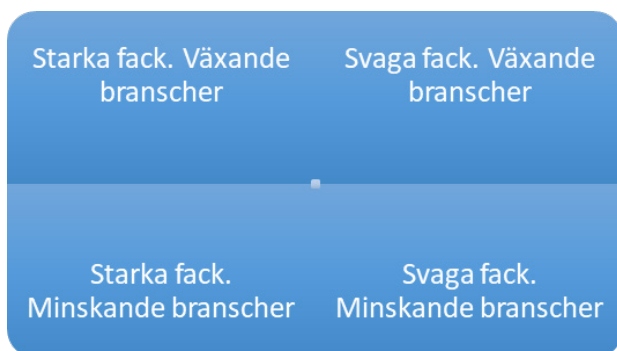 Starka fack. Växande
branscher
Svaga fack. Växande
branscher
Starka fack.
Minskande branscher
Svaga fack.
Minskande branscher